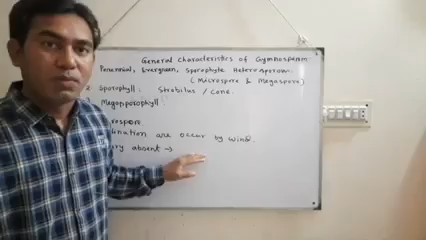 General Characteristics of Gymnosperm
Perennial, Evergreen, Sporophyte Heterosporous
(Microspore & Megaspore)
sporophyll: Strobilus / Cone.
Megasporophyll:
rospore.
ination are occur by wind.
ry absent →